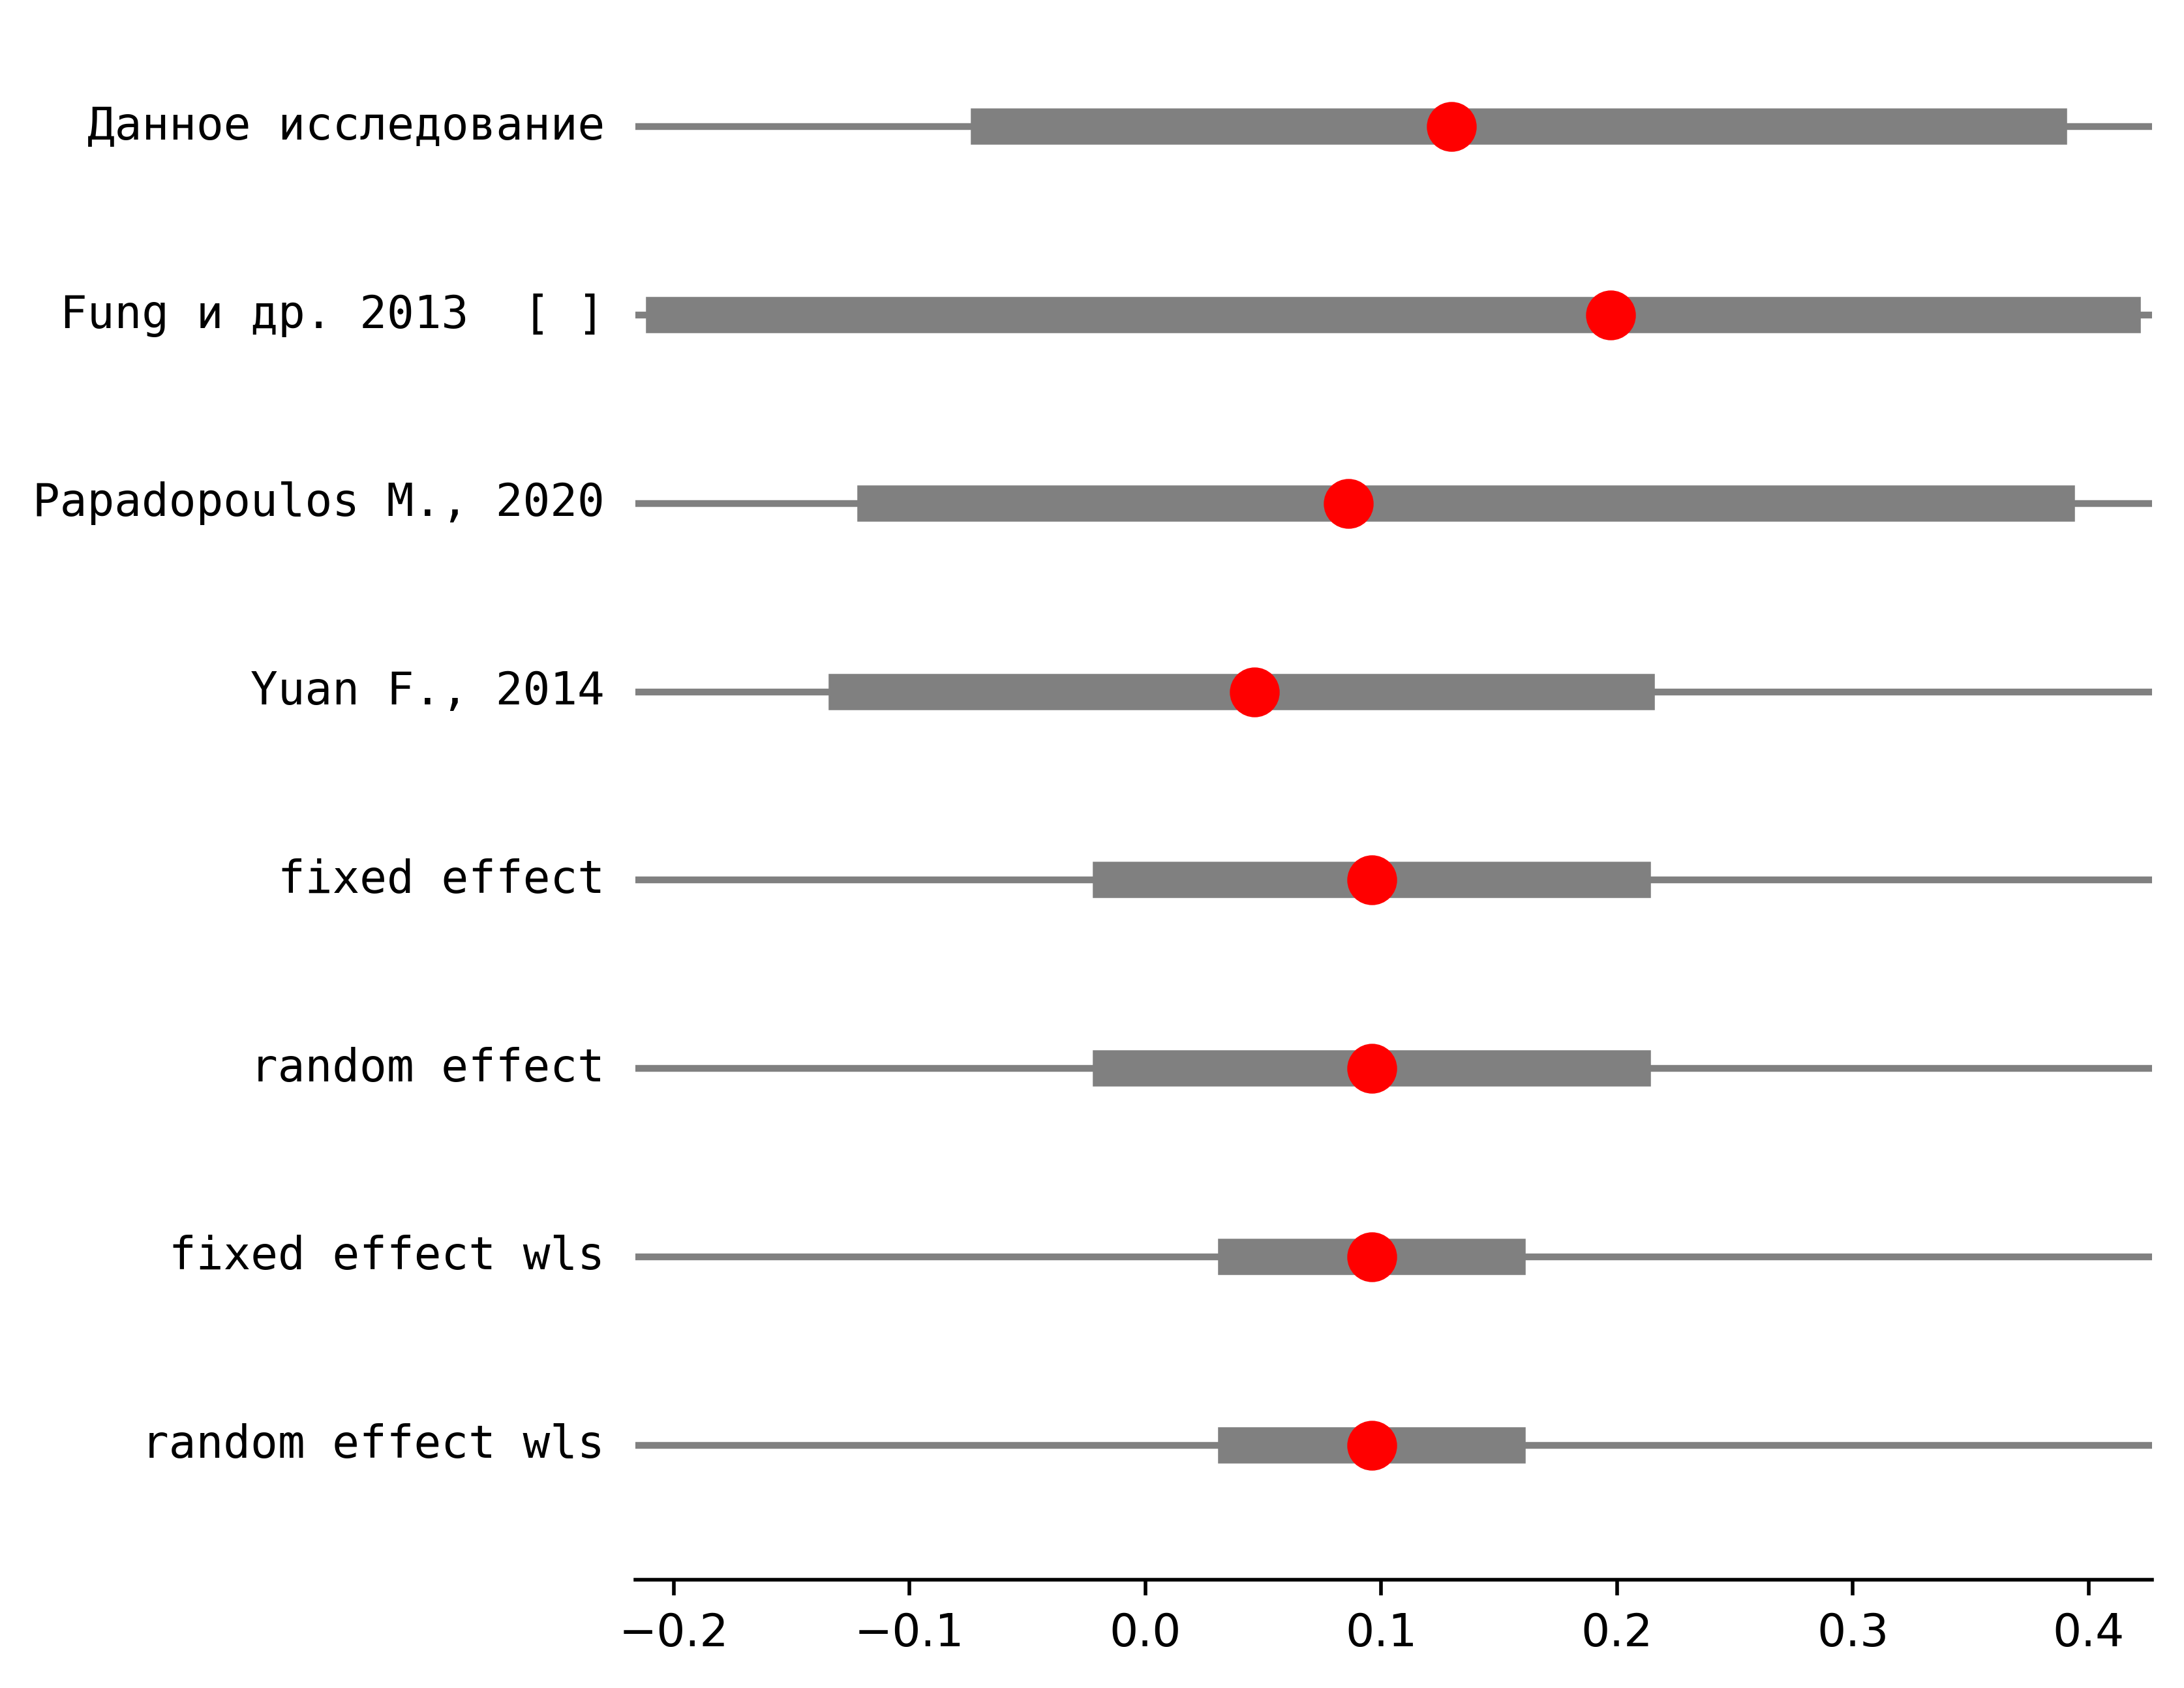 Данное исследование
Fung и др. 2013  [ ]
Papadopoulos M., 2020
Yuan F., 2014
fixed effect
random effect
fixed effect wls
random effect wls
−0.2 −0.1 0.0 0.1 0.2 0.3 0.4